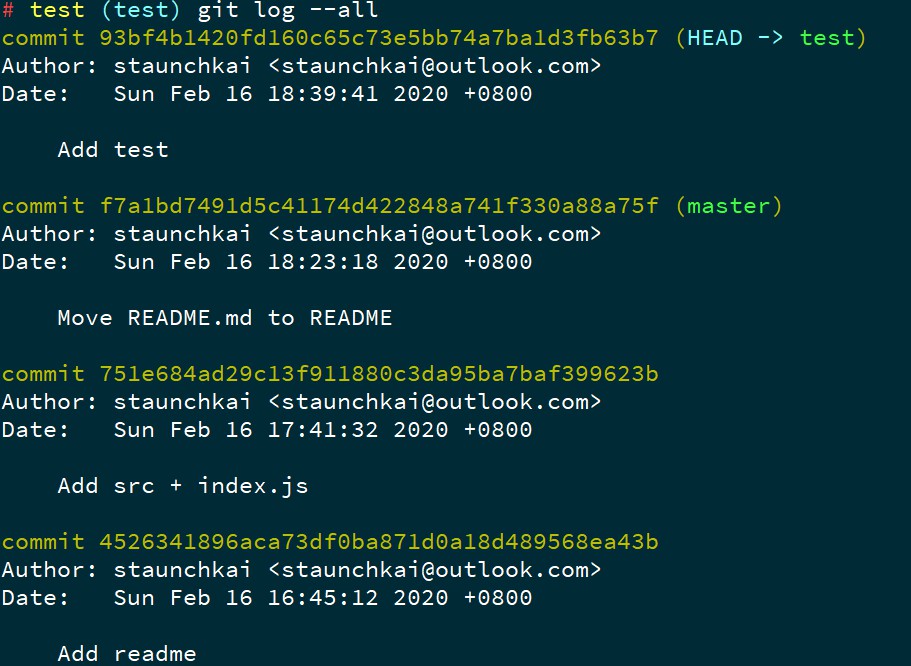 # test (test) git log --all
commit 93bf4b1420fd160c65c73e5bb74a7ba1d3fb63b7 (HEAD -> test)
Author: staunchkai <staunchkai@outlook.com>
Date:   Sun Feb 16 18:39:41 2020 +0800
    Add test
commit f7a1bd7491d5c41174d422848a741f330a88a75f (master)
Author: staunchkai <staunchkai@outlook.com>
Date:   Sun Feb 16 18:23:18 2020 +0800
    Move README.md to README
commit 751e684ad29c13f911880c3da95ba7baf399623b
Author: staunchkai <staunchkai@outlook.com>
Date:   Sun Feb 16 17:41:32 2020 +0800
    Add src + index.js
commit 4526341896aca73df0ba871d0a18d489568ea43b
Author: staunchkai <staunchkai@outlook.com>
Date:   Sun Feb 16 16:45:12 2020 +0800
    Add readme